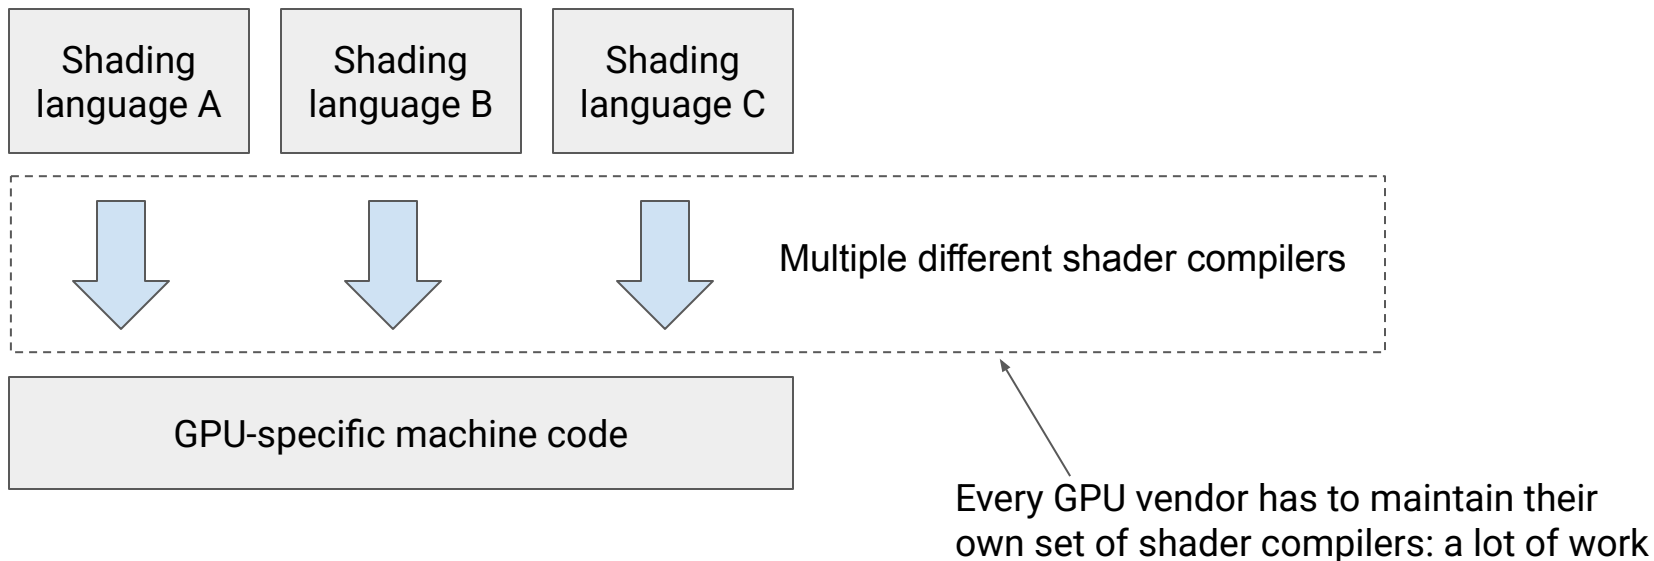 Shading
language A
Shading
language B
Shading
language C
Multiple different shader compilers
GPU-specific machine code
Every GPU vendor has to maintain their
own set of shader compilers: a lot of work